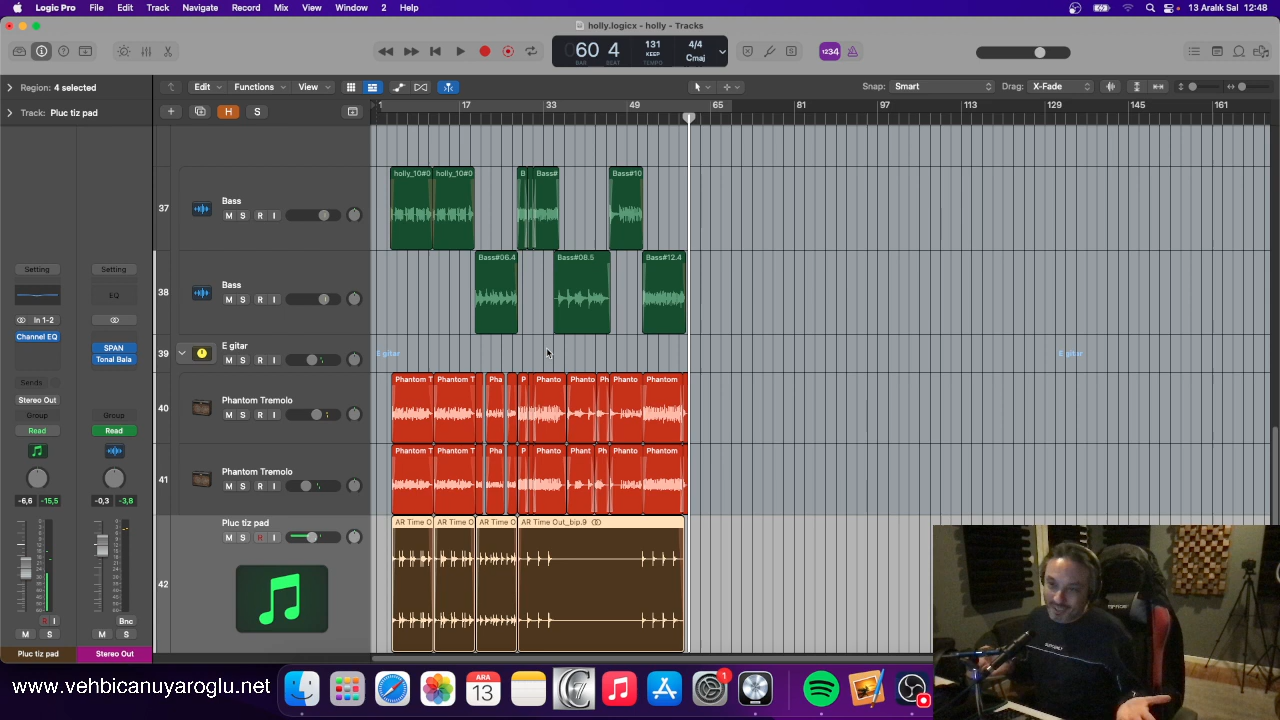 Logic Pro File Edit Track Navigate Record Mix View Window 2 Help 13 Aralık Sal 12:48
holly.logicx - holly - Tracks
60 4 131 4/4
KEEP Cmaj
BAR BEAT TEMPO
1234
Region: 4 selected Edit Functions View Snap: Smart Drag: X-Fade
Track: Pluc tiz pad H S 1 17 33 49 65 81 97 113 129 145 161
holly_10#0 holly_10#0 B Bass# Bass#10
37 Bass
M S R I
Bass#06.4 Bass#08.5 Bass#12.4
38 Bass
M S R I
Setting Setting
EQ
In 1-2
Channel EQ
SPAN
Tonal Bala
39 E gitar E gitar E gitar
M S
Sends
Stereo Out
Group Group
Read Read
Phantom T Phantom T Pha P Phanto Phanto Ph Phanto Phantom
40 Phantom Tremolo
M S R I
Phantom T Phantom T Pha P Phanto Phant Ph Phanto Phantom
41 Phantom Tremolo
M S R I
-6,6 -15,5 -0,3 -3,8
Pluc tiz pad AR Time O AR Time O AR Time O AR Time Out_bip.9
M S R I
42
R I Bnc
M S M S
Pluc tiz pad Stereo Out
www.vehbicanuyaroglu.net
ARA
13
1